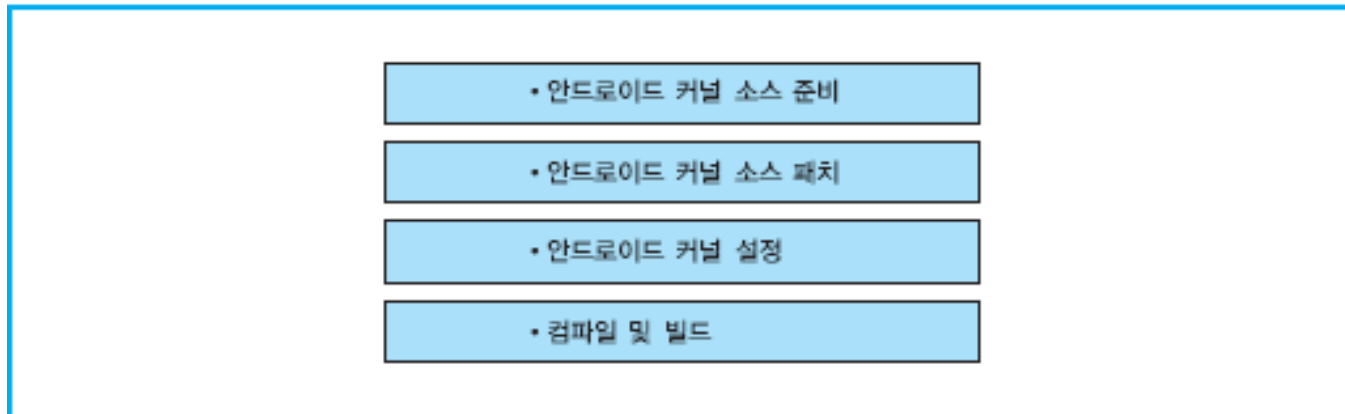 • 안드로이드 커널 소스 준비
• 안드로이드 커널 소스 패치
• 안드로이드 커널 설정
• 컴파일 및 빌드